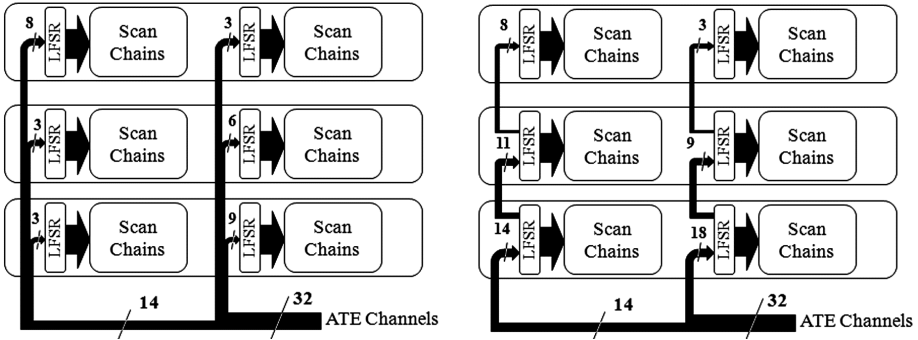 8
LFSR
Scan
Chains
3
LFSR
Scan
Chains
3
LFSR
Scan
Chains
6
LFSR
Scan
Chains
3
LFSR
Scan
Chains
9
LFSR
Scan
Chains
14
32
ATE Channels
8
LFSR
Scan
Chains
3
LFSR
Scan
Chains
11
LFSR
Scan
Chains
9
LFSR
Scan
Chains
14
LFSR
Scan
Chains
18
LFSR
Scan
Chains
14
32
ATE Channels